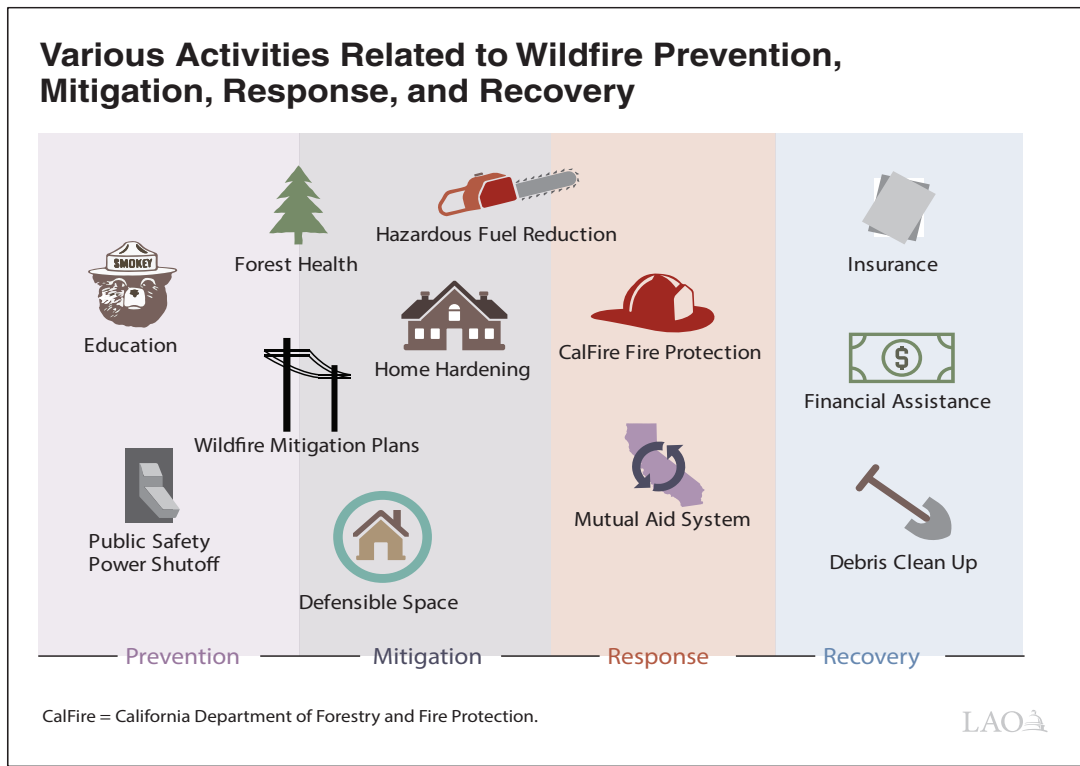 Various Activities Related to Wildfire Prevention,
Mitigation, Response, and Recovery
SMOKEY
Education
Public Safety
Power Shutoff
Forest Health
Wildfire Mitigation Plans
Hazardous Fuel Reduction
Home Hardening
Defensible Space
CalFire Fire Protection
Mutual Aid System
Insurance
$
Financial Assistance
Debris Clean Up
Prevention
Mitigation
Response
Recovery
CalFire = California Department of Forestry and Fire Protection.
LAO